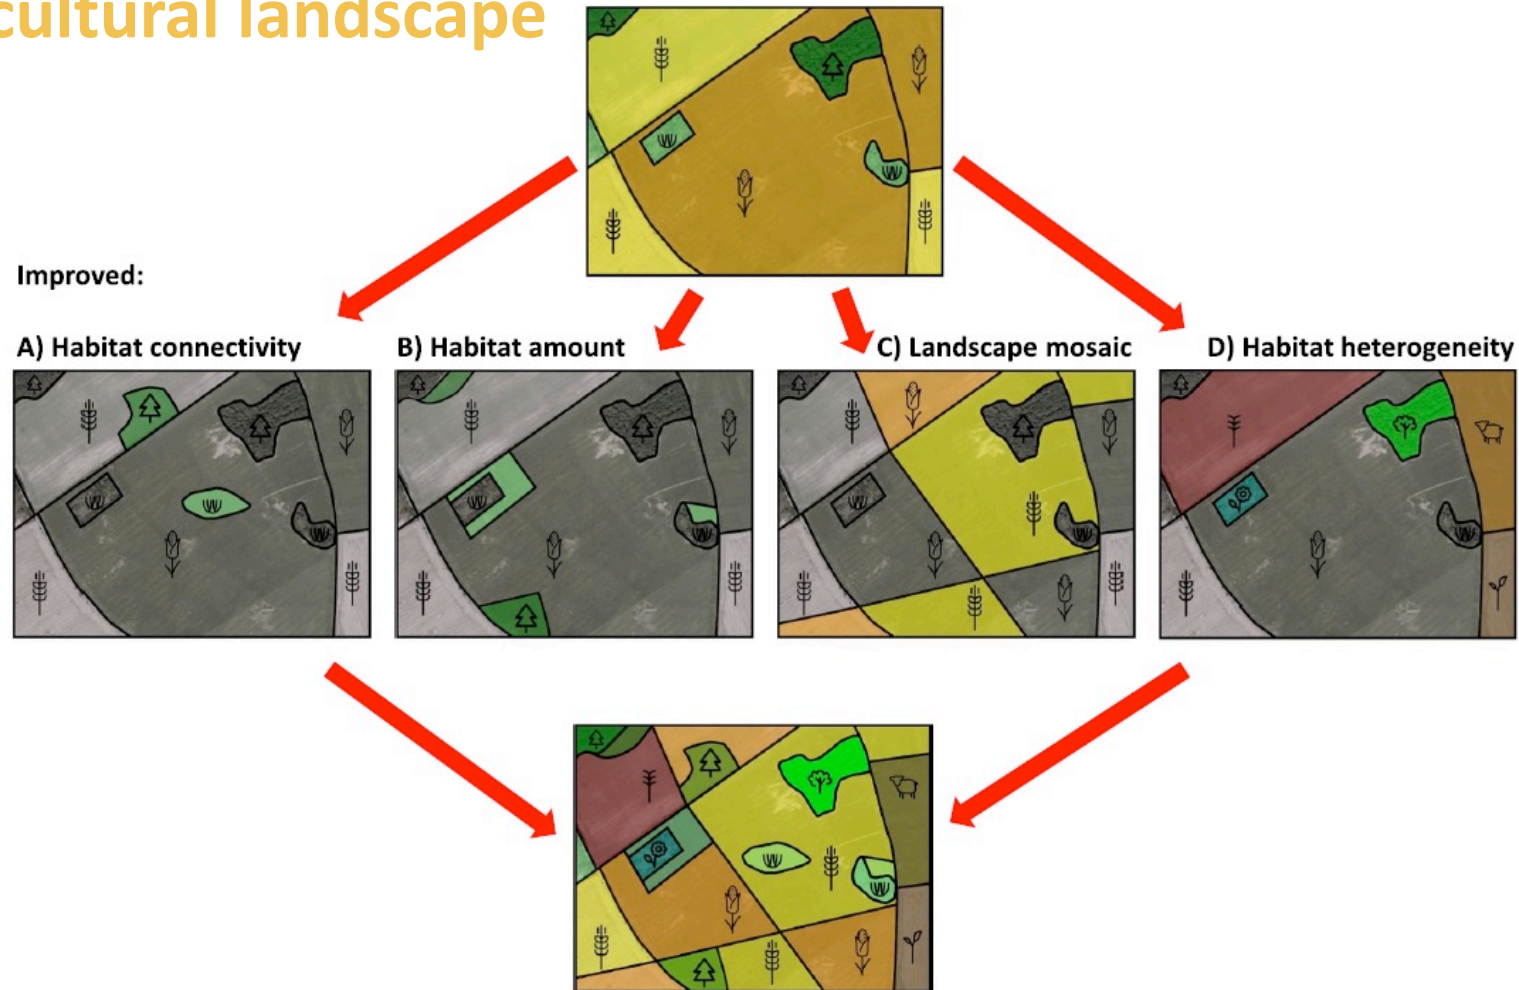 cultural landscape
Improved:
A) Habitat connectivity
B) Habitat amount
C) Landscape mosaic
D) Habitat heterogeneity